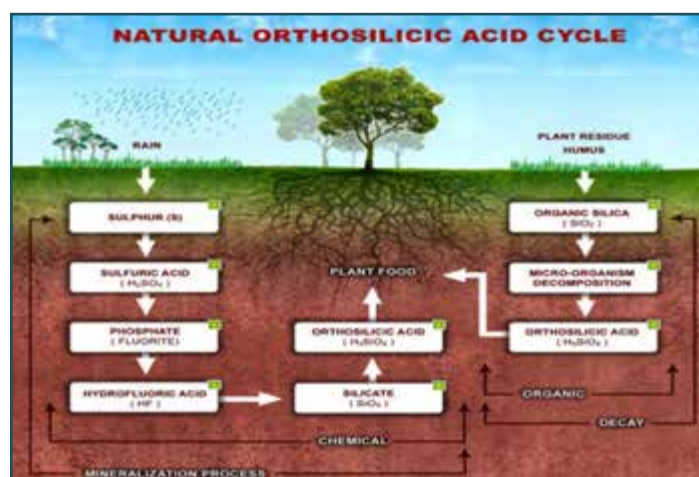 NATURAL ORTHOSILICIC ACID CYCLE
RAIN
SULPHUR (S)
SULFURIC ACID
( H₂SO₄ )
PHOSPHATE
( FLUORITE )
HYDROFLUORIC ACID
( HF )
SILICATE
( SiO₄ )
ORTHOSILICIC ACID
( H₄SiO₄ )
PLANT FOOD
PLANT RESIDUE
HUMUS
ORGANIC SILICA
( SiO₂ )
MICRO-ORGANISM
DECOMPOSITION
ORTHOSILICIC ACID
( H₄SiO₄ )
ORGANIC
DECAY
CHEMICAL
MINERALIZATION PROCESS